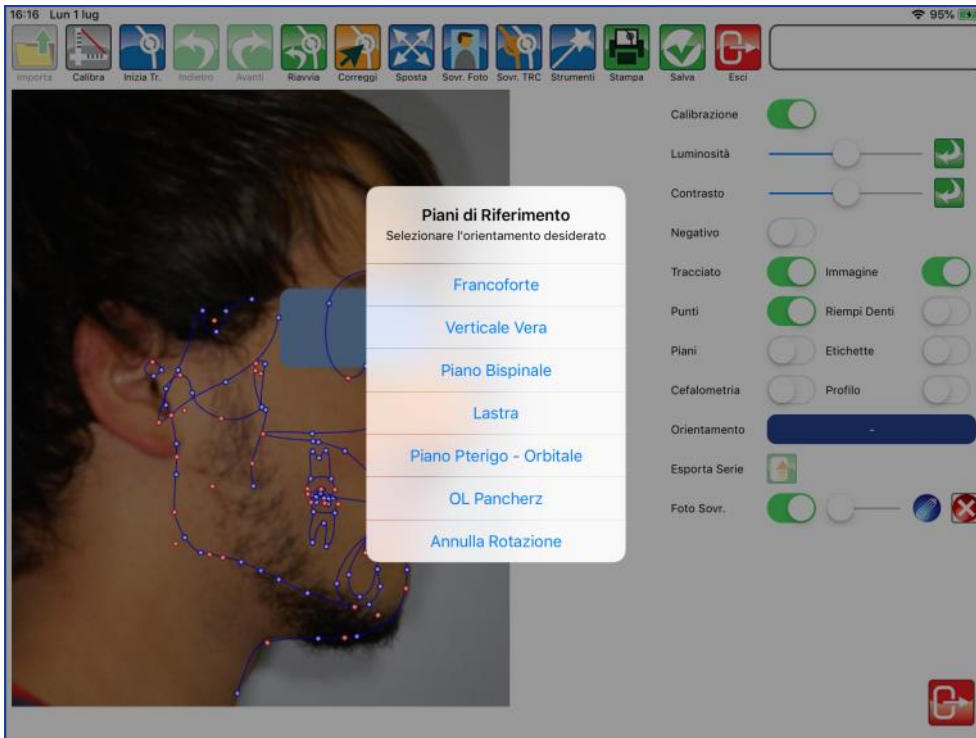 16:16 Lun 1 lug
95%
Importa Calibra Inizia Tr. Indietro Avanti Riavvia Correggi Sposta Sovr. Foto Sovr. TRC Strumenti Stampa Salva Esci
Calibrazione
Luminosità
Contrasto
Negativo
Tracciato Immagine
Punti Riempi Denti
Piani Etichette
Cefalometria Profilo
Orientamento -
Esporta Serie
Foto Sovr.
Piani di Riferimento
Selezionare l'orientamento desiderato
Francoforte
Verticale Vera
Piano Bispinale
Lastra
Piano Pterigo - Orbitale
OL Pancherz
Annulla Rotazione